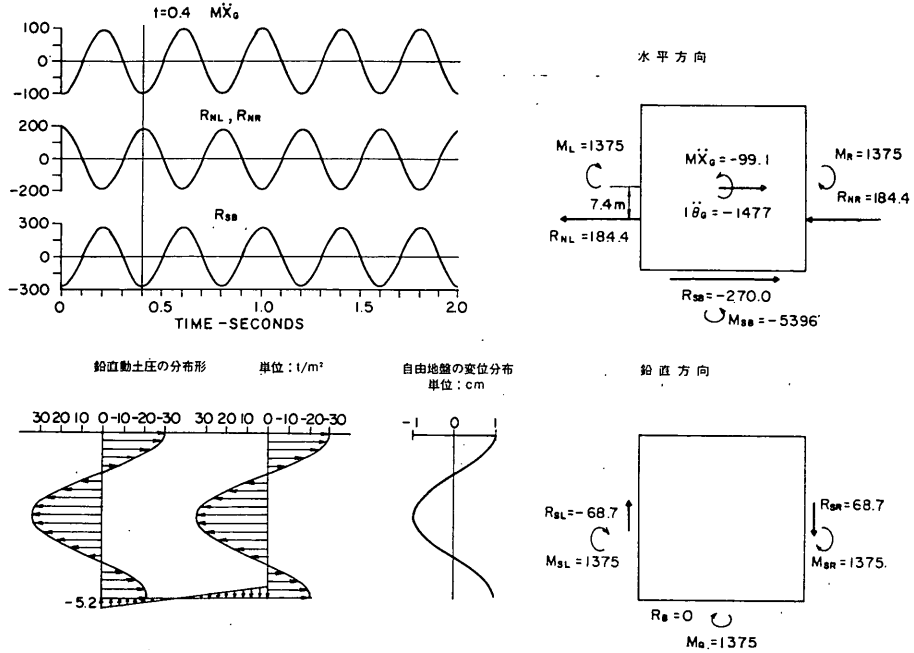 t=0.4 MẌG
100
0
-100
RNL , RNR
200
0
-200
RSB
300
0
-300
0 0.5 1.0 1.5 2.0
TIME -SECONDS
水平方向
ML=1375
MẌG=-99.1
MR=1375
7.4m
Iθ̈G=-1477
RNR=184.4
RNL=184.4
RSB=-270.0
MSB=-5396
鉛直動土圧の分布形 単位：t/m²
30 20 10 0 -10 -20 -30 30 20 10 0 -10 -20 -30
-5.2
自由地盤の変位分布
単位：cm
-1 0 1
鉛直方向
RSL=-68.7
RSR=68.7
MSL=1375
MSR=1375.
RB=0
=1375